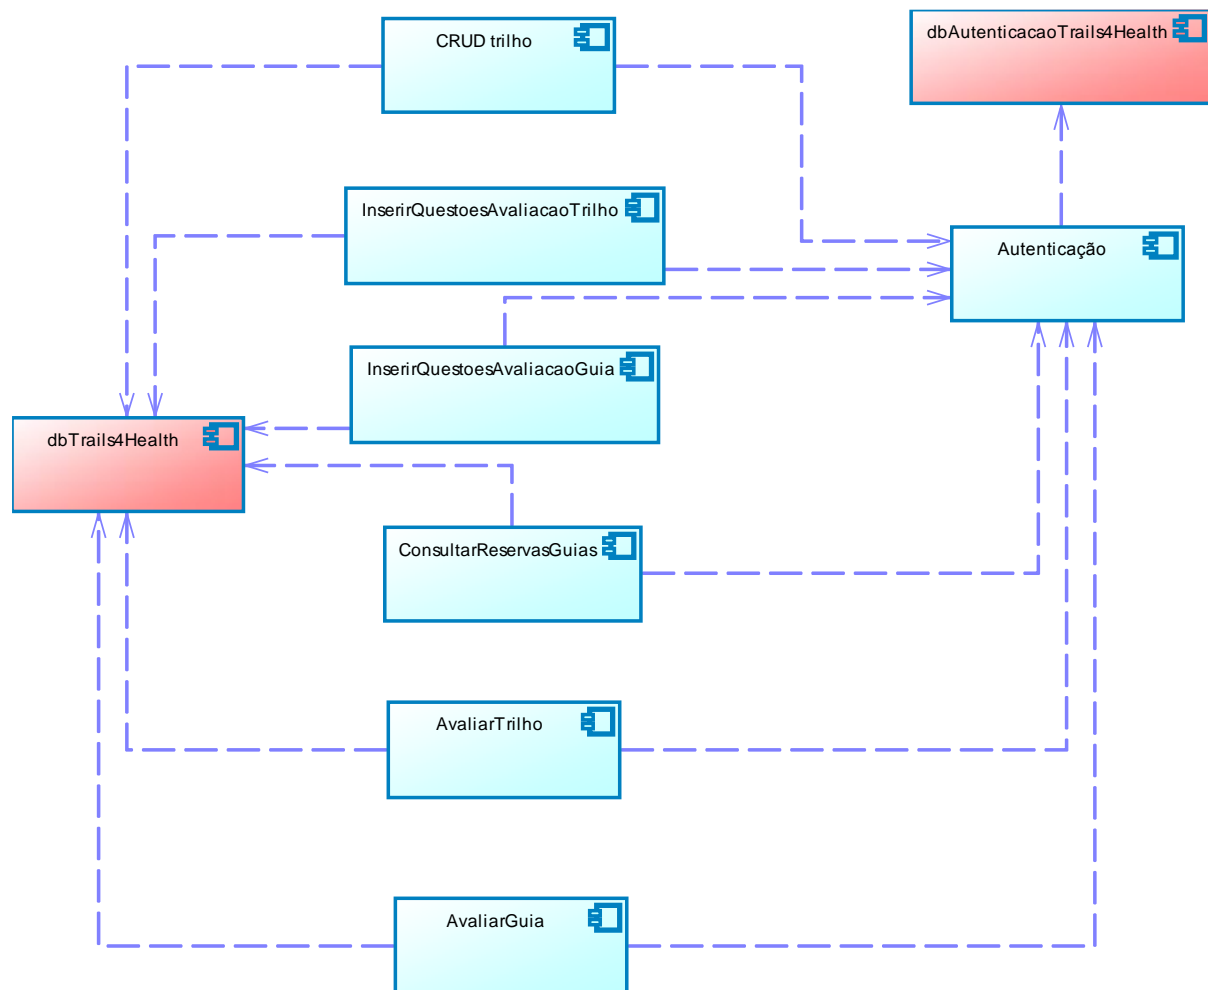 CRUD trilho
dbAutenticacaoTrails4Health
InserirQuestoesAvaliacaoTrilho
Autenticação
InserirQuestoesAvaliacaoGuia
dbTrails4Health
ConsultarReservasGuias
AvaliarTrilho
AvaliarGuia